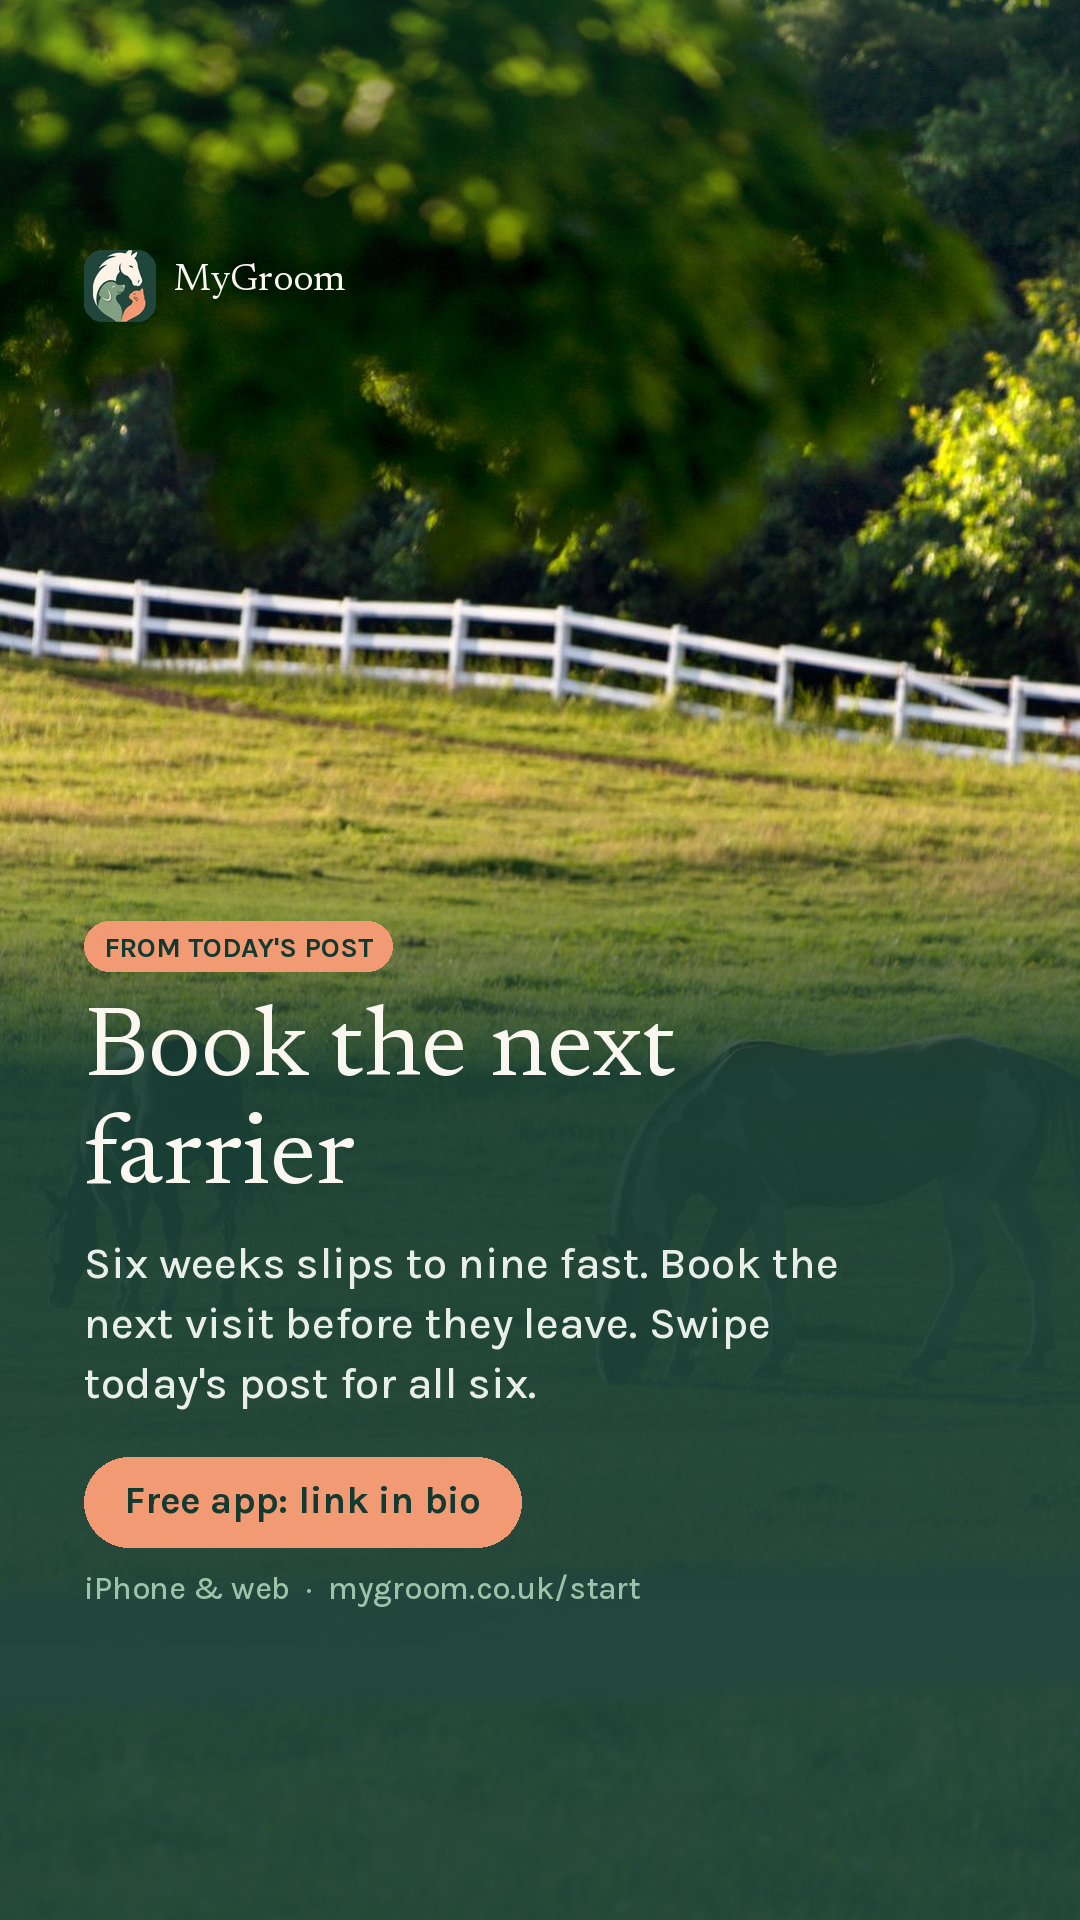 MyGroom
FROM TODAY'S POST
Book the next
farrier
Six weeks slips to nine fast. Book the
next visit before they leave. Swipe
today's post for all six.
Free app: link in bio
iPhone & web · mygroom.co.uk/start